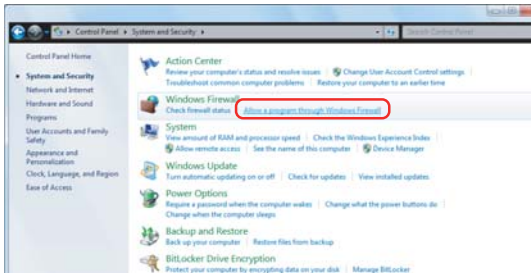 Control Panel ▸ System and Security ▸
Search Control Panel
Control Panel Home
System and Security
Network and Internet
Hardware and Sound
Programs
User Accounts and Family
Safety
Appearance and
Personalization
Clock, Language, and Region
Ease of Access
Action Center
Review your computer's status and resolve issues | Change User Account Control settings |
Troubleshoot common computer problems | Restore your computer to an earlier time
Windows Firewall
Check firewall status | Allow a program through Windows Firewall
System
View amount of RAM and processor speed | Check the Windows Experience Index |
Allow remote access | See the name of this computer | Device Manager
Windows Update
Turn automatic updating on or off | Check for updates | View installed updates
Power Options
Require a password when the computer wakes | Change what the power buttons do |
Change when the computer sleeps
Backup and Restore
Back up your computer | Restore files from backup
BitLocker Drive Encryption
Protect your computer by encrypting data on your disk | Manage BitLocker